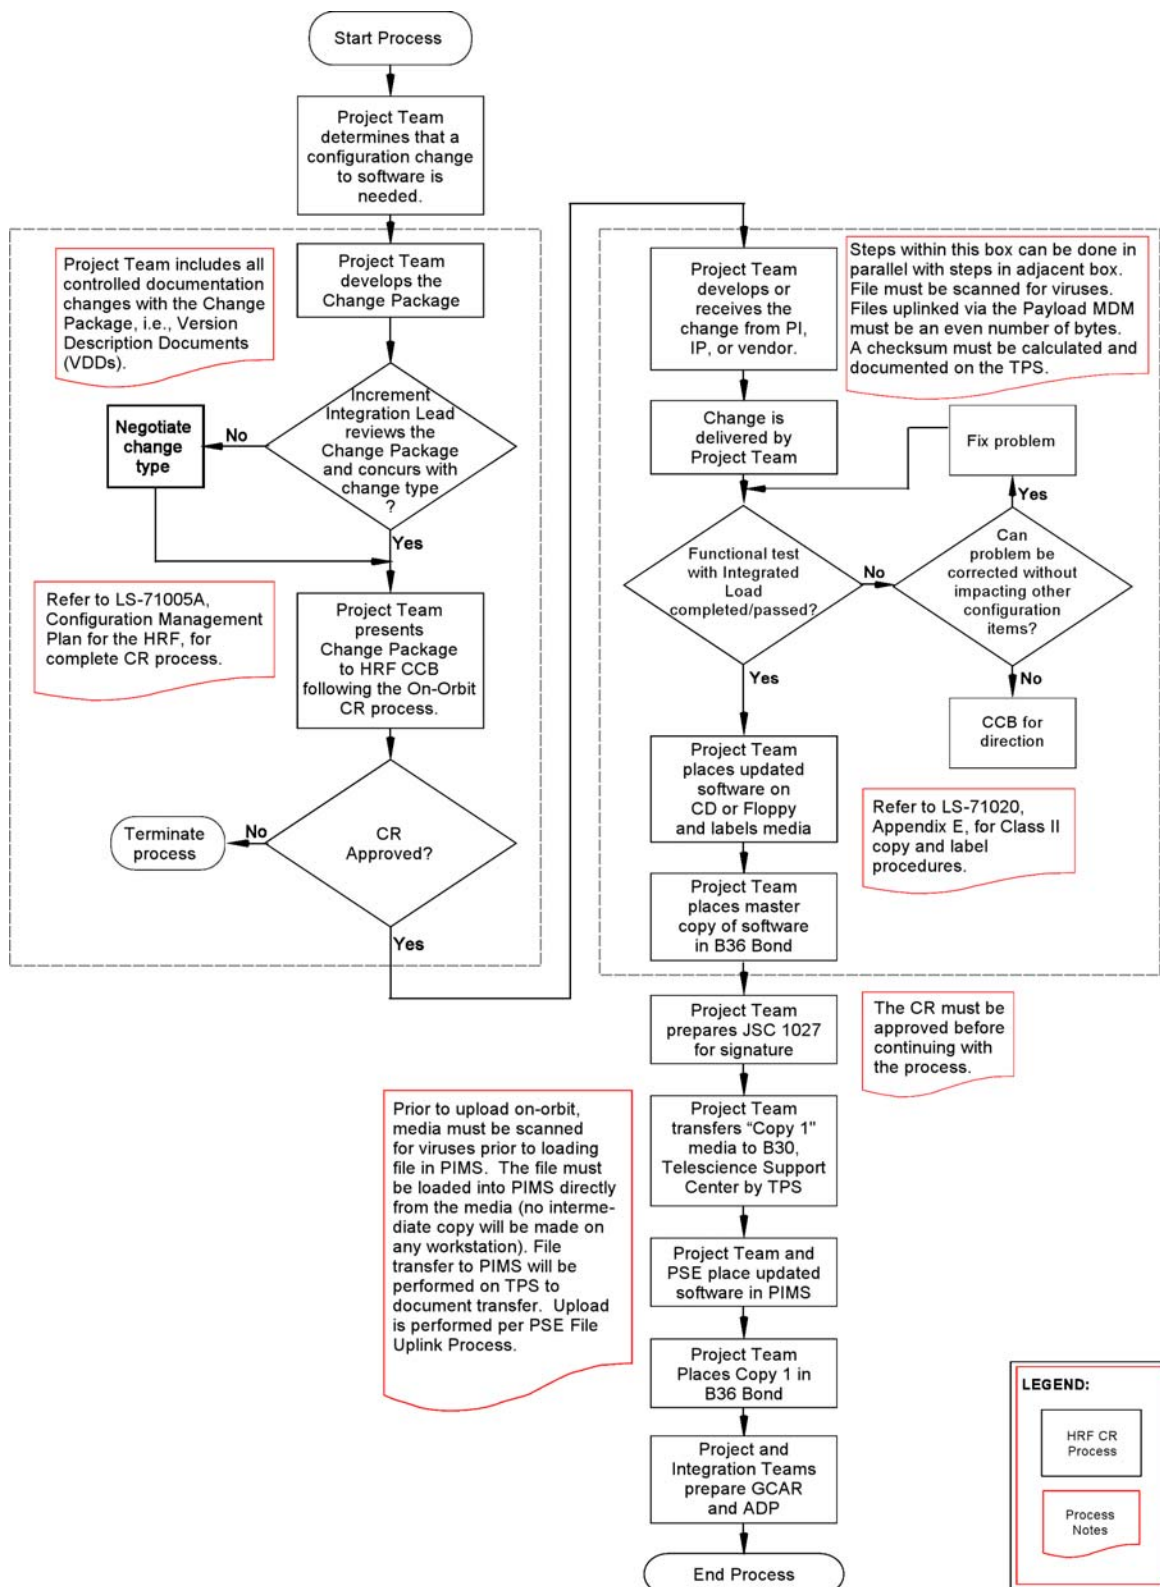 Start Process
Project Team
determines that a
configuration change
to software is
needed.
Project Team includes all
controlled documentation
changes with the Change
Package, i.e., Version
Description Documents
(VDDs).
Project Team
develops the
Change Package
Increment
Integration Lead
reviews the
Change Package
and concurs with
change type
?
No
Negotiate
change
type
Yes
Refer to LS-71005A,
Configuration Management
Plan for the HRF, for
complete CR process.
Project Team
presents
Change Package
to HRF CCB
following the On-Orbit
CR process.
CR
Approved?
No
Terminate
process
Yes
Project Team
develops or
receives the
change from PI,
IP, or vendor.
Steps within this box can be done in
parallel with steps in adjacent box.
File must be scanned for viruses.
Files uplinked via the Payload MDM
must be an even number of bytes.
A checksum must be calculated and
documented on the TPS.
Change is
delivered by
Project Team
Fix problem
Yes
Functional test
with Integrated
Load
completed/passed?
No
Can
problem be
corrected without
impacting other
configuration
items?
Yes
No
CCB for
direction
Project Team
places updated
software on
CD or Floppy
and labels media
Refer to LS-71020,
Appendix E, for Class II
copy and label
procedures.
Project Team
places master
copy of software
in B36 Bond
Project Team
prepares JSC 1027
for signature
The CR must be
approved before
continuing with
the process.
Prior to upload on-orbit,
media must be scanned
for viruses prior to loading
file in PIMS. The file must
be loaded into PIMS directly
from the media (no interme-
diate copy will be made on
any workstation). File
transfer to PIMS will be
performed on TPS to
document transfer. Upload
is performed per PSE File
Uplink Process.
Project Team
transfers “Copy 1"
media to B30,
Telescience Support
Center by TPS
Project Team and
PSE place updated
software in PIMS
Project Team
Places Copy 1 in
B36 Bond
Project and
Integration Teams
prepare GCAR
and ADP
End Process
LEGEND:
HRF CR
Process
Process
Notes